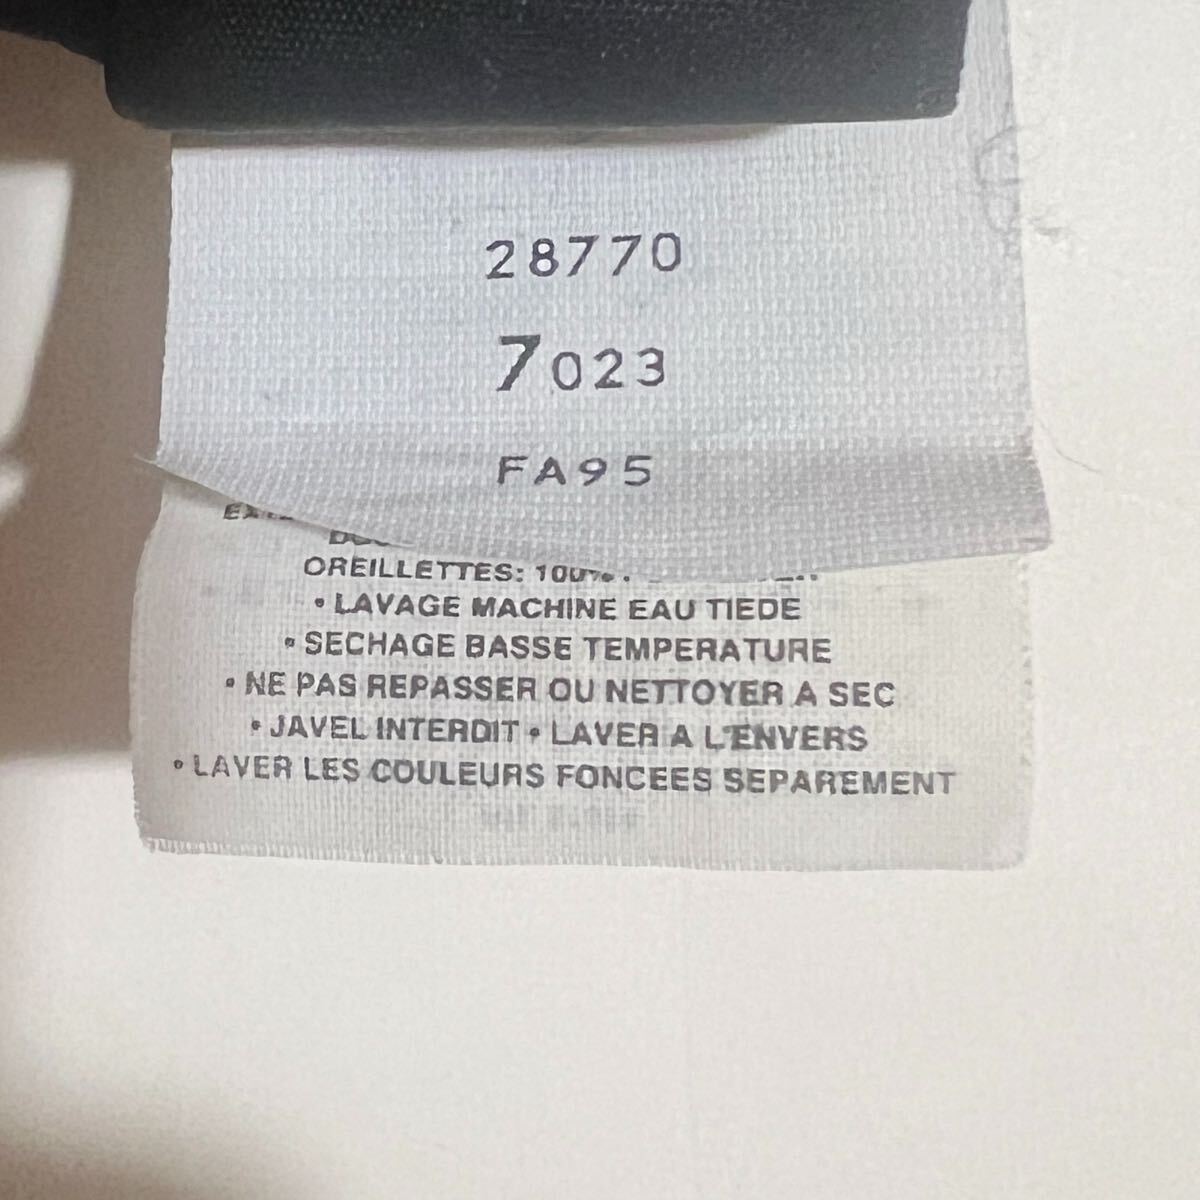 28770
7023
FA95
OREILLETTES: 100%
• LAVAGE MACHINE EAU TIEDE
• SECHAGE BASSE TEMPERATURE
• NE PAS REPASSER OU NETTOYER A SEC
• JAVEL INTERDIT • LAVER A L'ENVERS
• LAVER LES COULEURS FONCEES SEPAREMENT